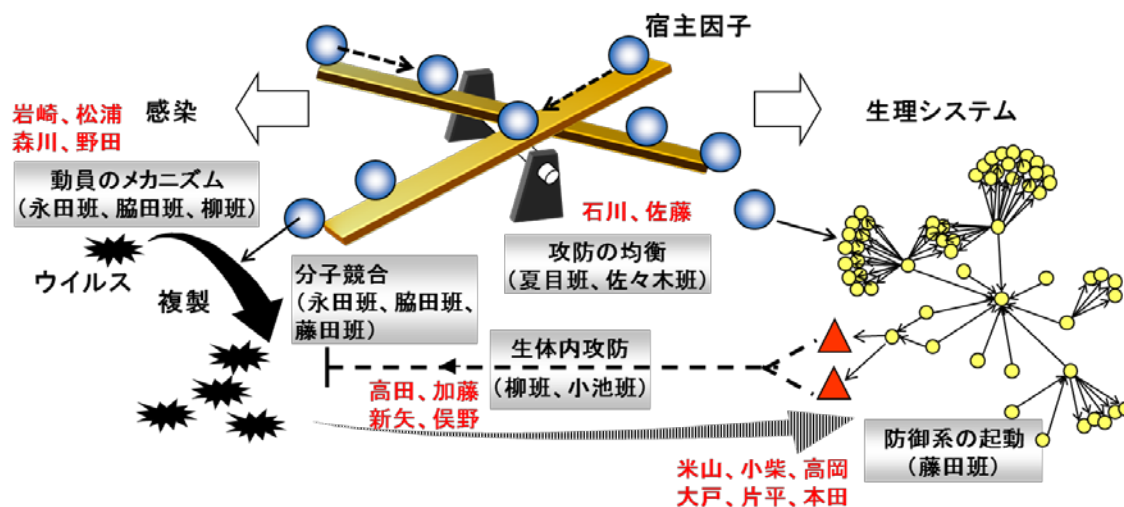 宿主因子
感染
生理システム
岩崎、松浦
森川、野田
動員のメカニズム
(永田班、脇田班、柳班)
石川、佐藤
攻防の均衡
(夏目班、佐々木班)
ウイルス
複製
分子競合
(永田班、脇田班、
藤田班)
生体内攻防
(柳班、小池班)
高田、加藤
新矢、俣野
防御系の起動
(藤田班)
米山、小柴、高岡
大戸、片平、本田